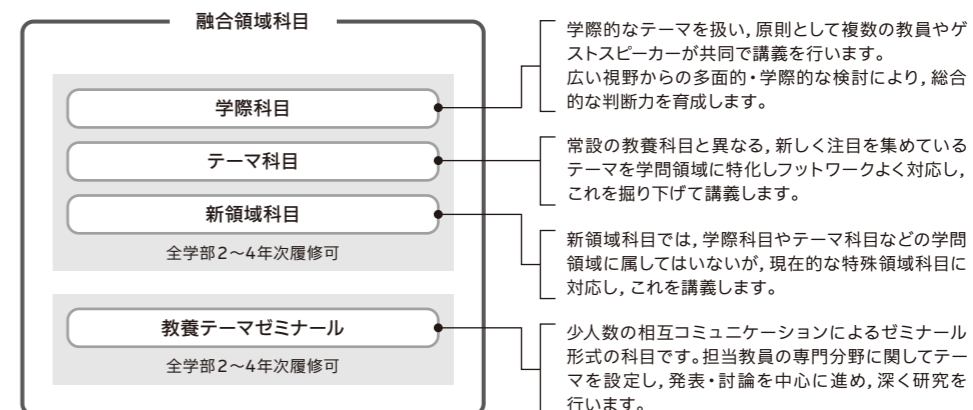 融合領域科目
学際科目
テーマ科目
新領域科目
全学部2～4年次履修可
教養テーマゼミナール
全学部2～4年次履修可
学際的なテーマを扱い,原則として複数の教員やゲ
ストスピーカーが共同で講義を行います。
広い視野からの多面的・学際的な検討により,総合
的な判断力を育成します。
常設の教養科目と異なる,新しく注目を集めている
テーマを学問領域に特化しフットワークよく対応し,
これを掘り下げて講義します。
新領域科目では,学際科目やテーマ科目などの学問
領域に属してはいないが,現在的な特殊領域科目に
対応し,これを講義します。
少人数の相互コミュニケーションによるゼミナール
形式の科目です。担当教員の専門分野に関してテー
マを設定し,発表・討論を中心に進め,深く研究を
行います。